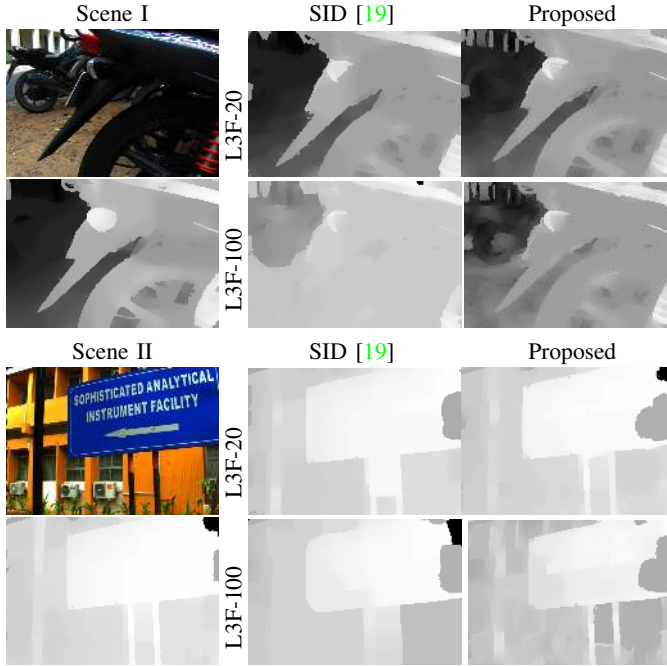 Scene I
SID [19]
Proposed
L3F-20
L3F-100
Scene II
SID [19]
Proposed
SOPHISTICATED ANALYTICAL
INSTRUMENT FACILITY
L3F-20
L3F-100